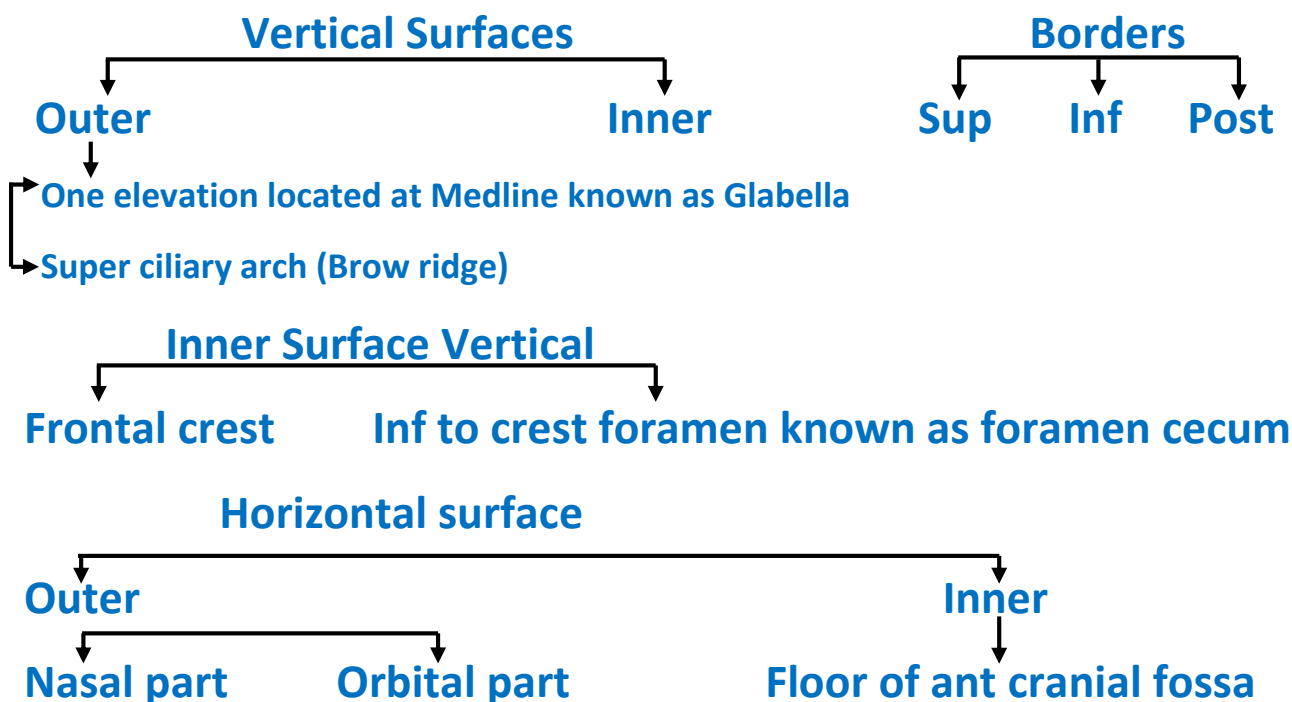 Vertical Surfaces
Borders
Outer
Inner
Sup
Inf
Post
One elevation located at Medline known as Glabella
Super ciliary arch (Brow ridge)
Inner Surface Vertical
Frontal crest
Inf to crest foramen known as foramen cecum
Horizontal surface
Outer
Inner
Nasal part
Orbital part
Floor of ant cranial fossa